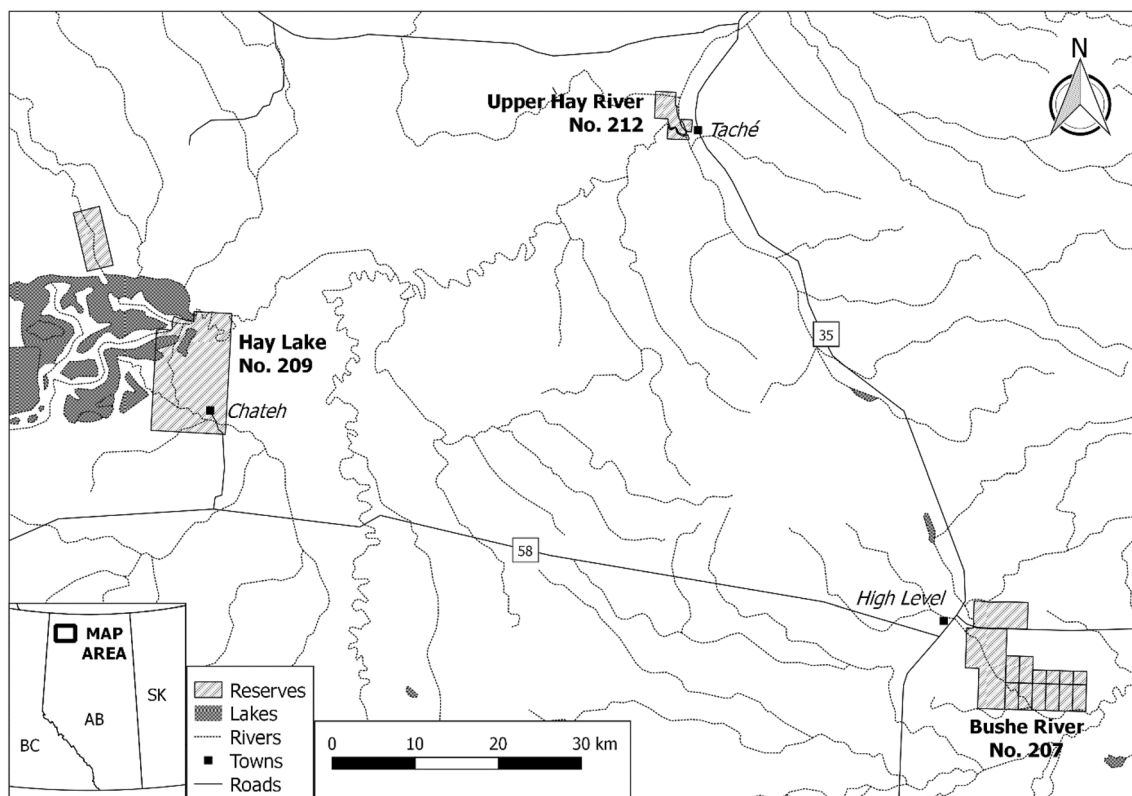 N
Upper Hay River
No. 212
Taché
35
Hay Lake
No. 209
Chateh
58
High Level
Bushe River
No. 207
MAP
AREA
SK
AB
BC
Reserves
Lakes
Rivers
Towns
Roads
0 10 20 30 km